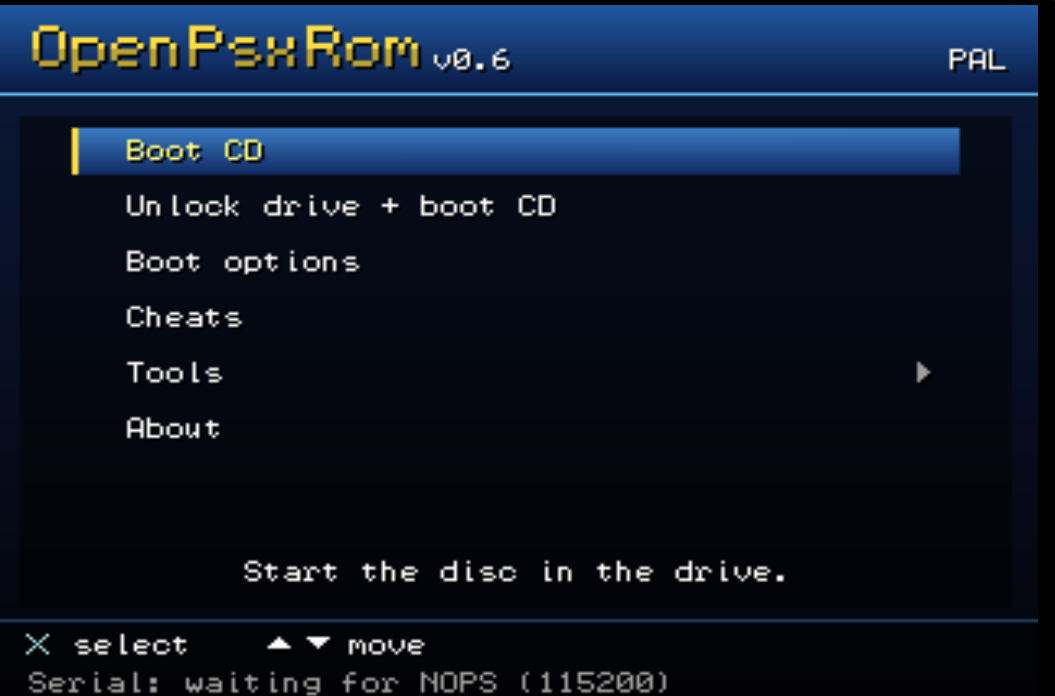 OpenPsxRom v0.6 PAL
Boot CD
Unlock drive + boot CD
Boot options
Cheats
Tools
About
Start the disc in the drive.
X select ▲▼ move
Serial: waiting for NOPS (115200)